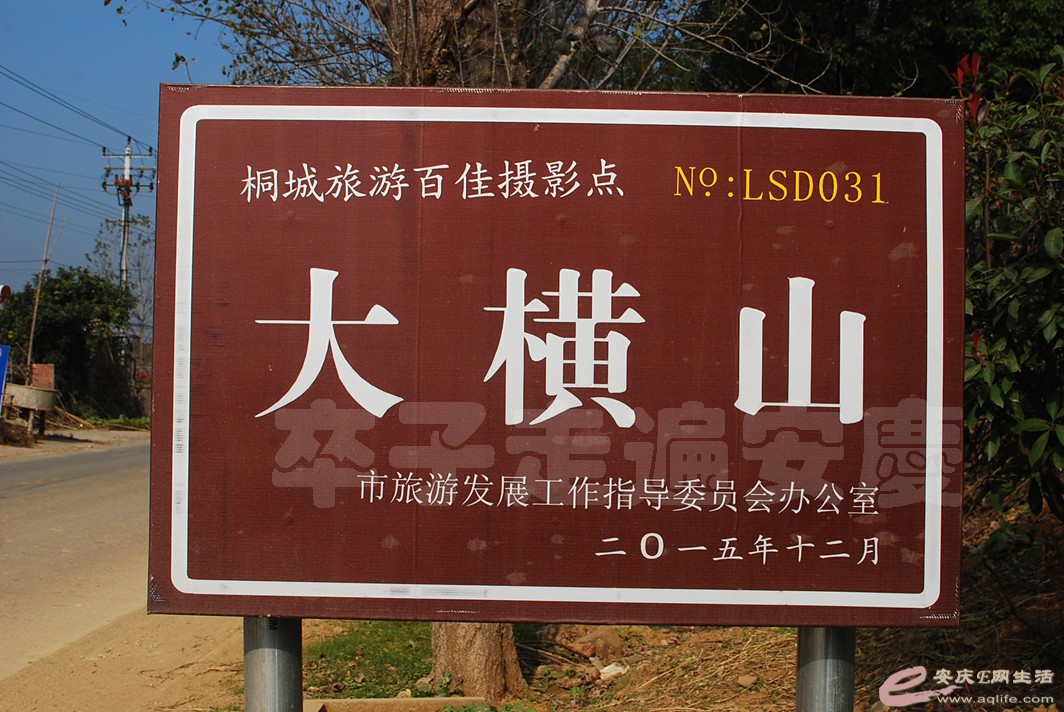 桐城旅游百佳摄影点 Nº:LSD031
大横山
卒子走遍安慶
市旅游发展工作指导委员会办公室
二O一五年十二月
安庆E网生活
www.aqlife.com